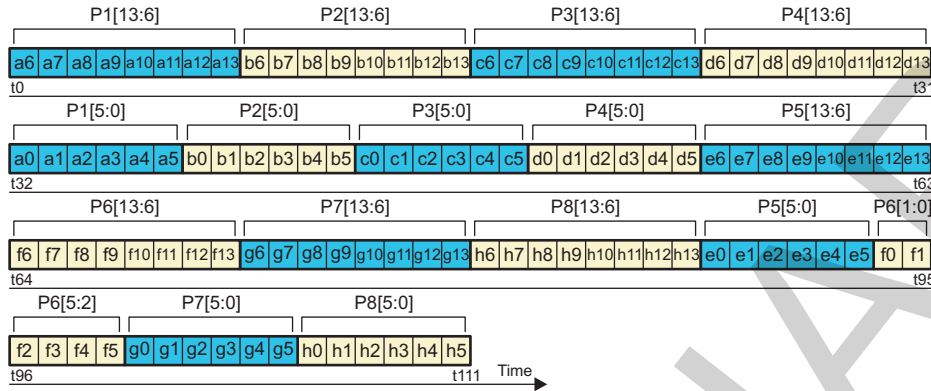 P1[13:6] P2[13:6] P3[13:6] P4[13:6]
a6 a7 a8 a9 a10 a11 a12 a13 b6 b7 b8 b9 b10 b11 b12 b13 c6 c7 c8 c9 c10 c11 c12 c13 d6 d7 d8 d9 d10 d11 d12 d13
t0 t31
P1[5:0] P2[5:0] P3[5:0] P4[5:0] P5[13:6]
a0 a1 a2 a3 a4 a5 b0 b1 b2 b3 b4 b5 c0 c1 c2 c3 c4 c5 d0 d1 d2 d3 d4 d5 e6 e7 e8 e9 e10 e11 e12 e13
t32 t63
P6[13:6] P7[13:6] P8[13:6] P5[5:0] P6[1:0]
f6 f7 f8 f9 f10 f11 f12 f13 g6 g7 g8 g9 g10 g11 g12 g13 h6 h7 h8 h9 h10 h11 h12 h13 e0 e1 e2 e3 e4 e5 f0 f1
t64 t95
P6[5:2] P7[5:0] P8[5:0]
f2 f3 f4 f5 g0 g1 g2 g3 g4 g5 h0 h1 h2 h3 h4 h5
t96 t111 Time